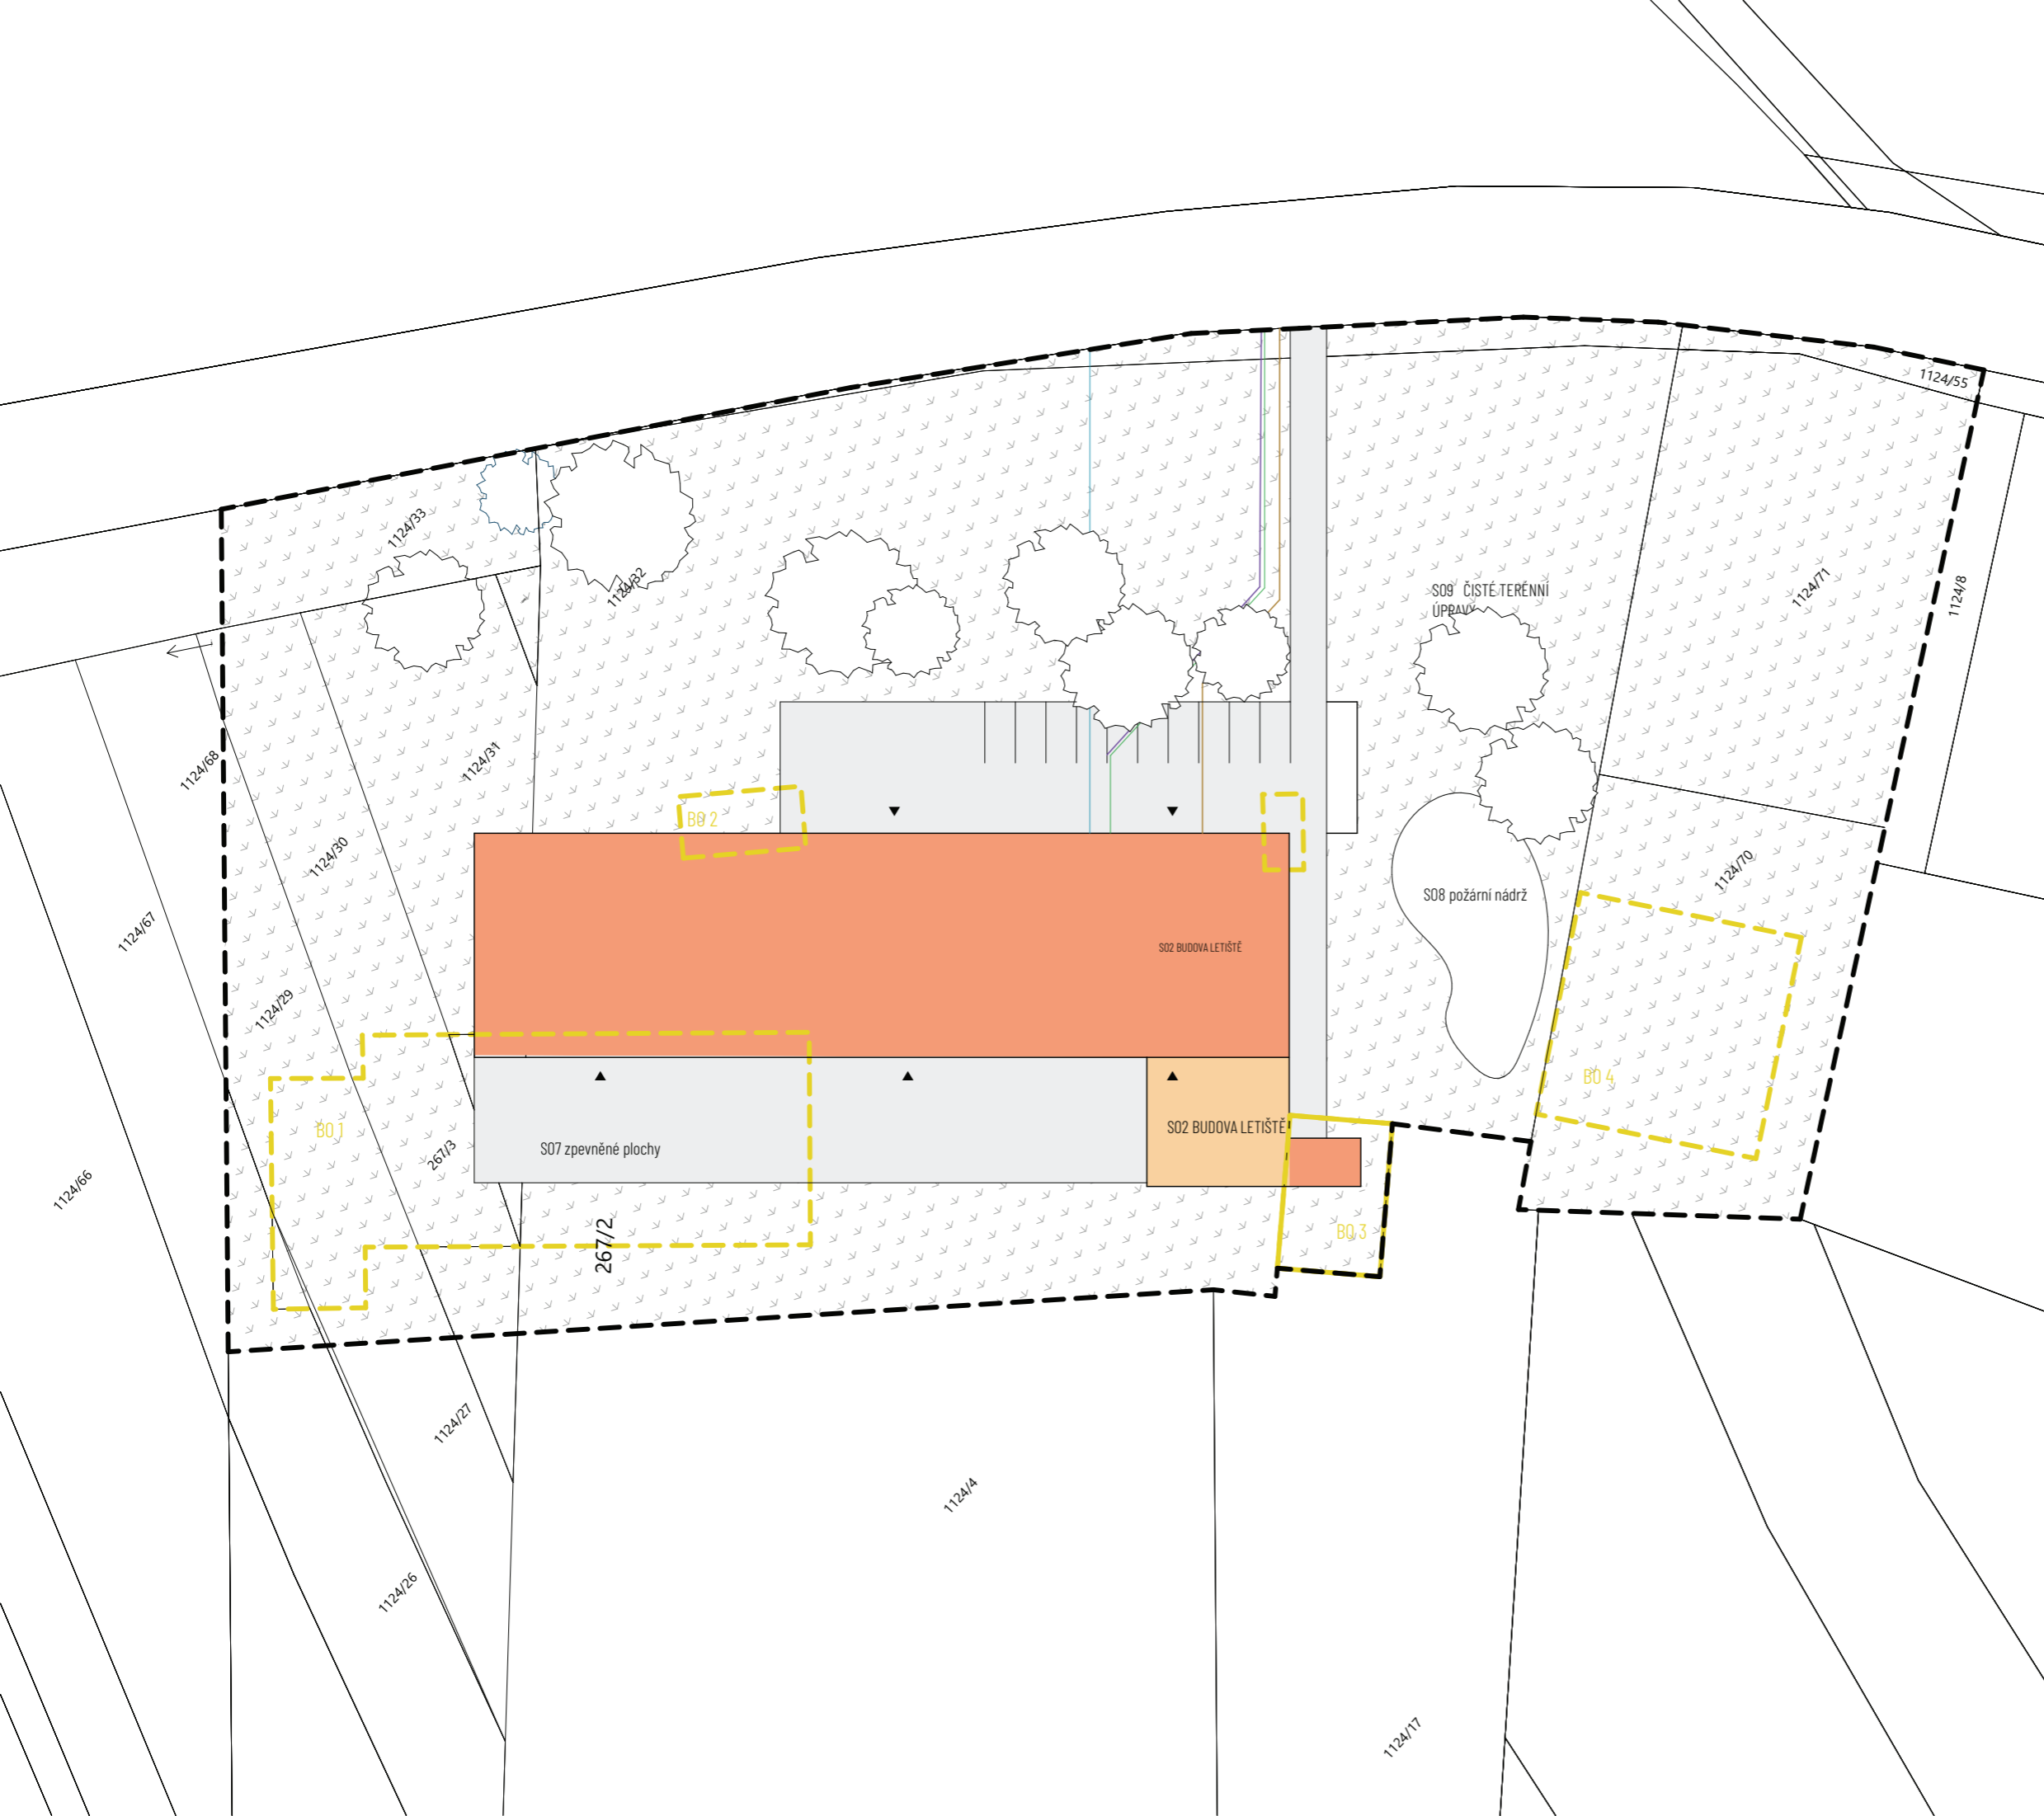 1124/55
1124/33
1124/32
S09 ČISTÉ TERÉNNÍ
ÚPRAVY
1124/71
1124/8
1124/68
1124/31
BO 2
1124/30
1124/70
S08 požární nádrž
1124/67
S02 BUDOVA LETIŠTĚ
1124/29
BO 4
BO 1
S02 BUDOVA LETIŠTĚ
267/3
S07 zpevněné plochy
1124/66
267/2
BO 3
1124/27
1124/4
1124/26
1124/17